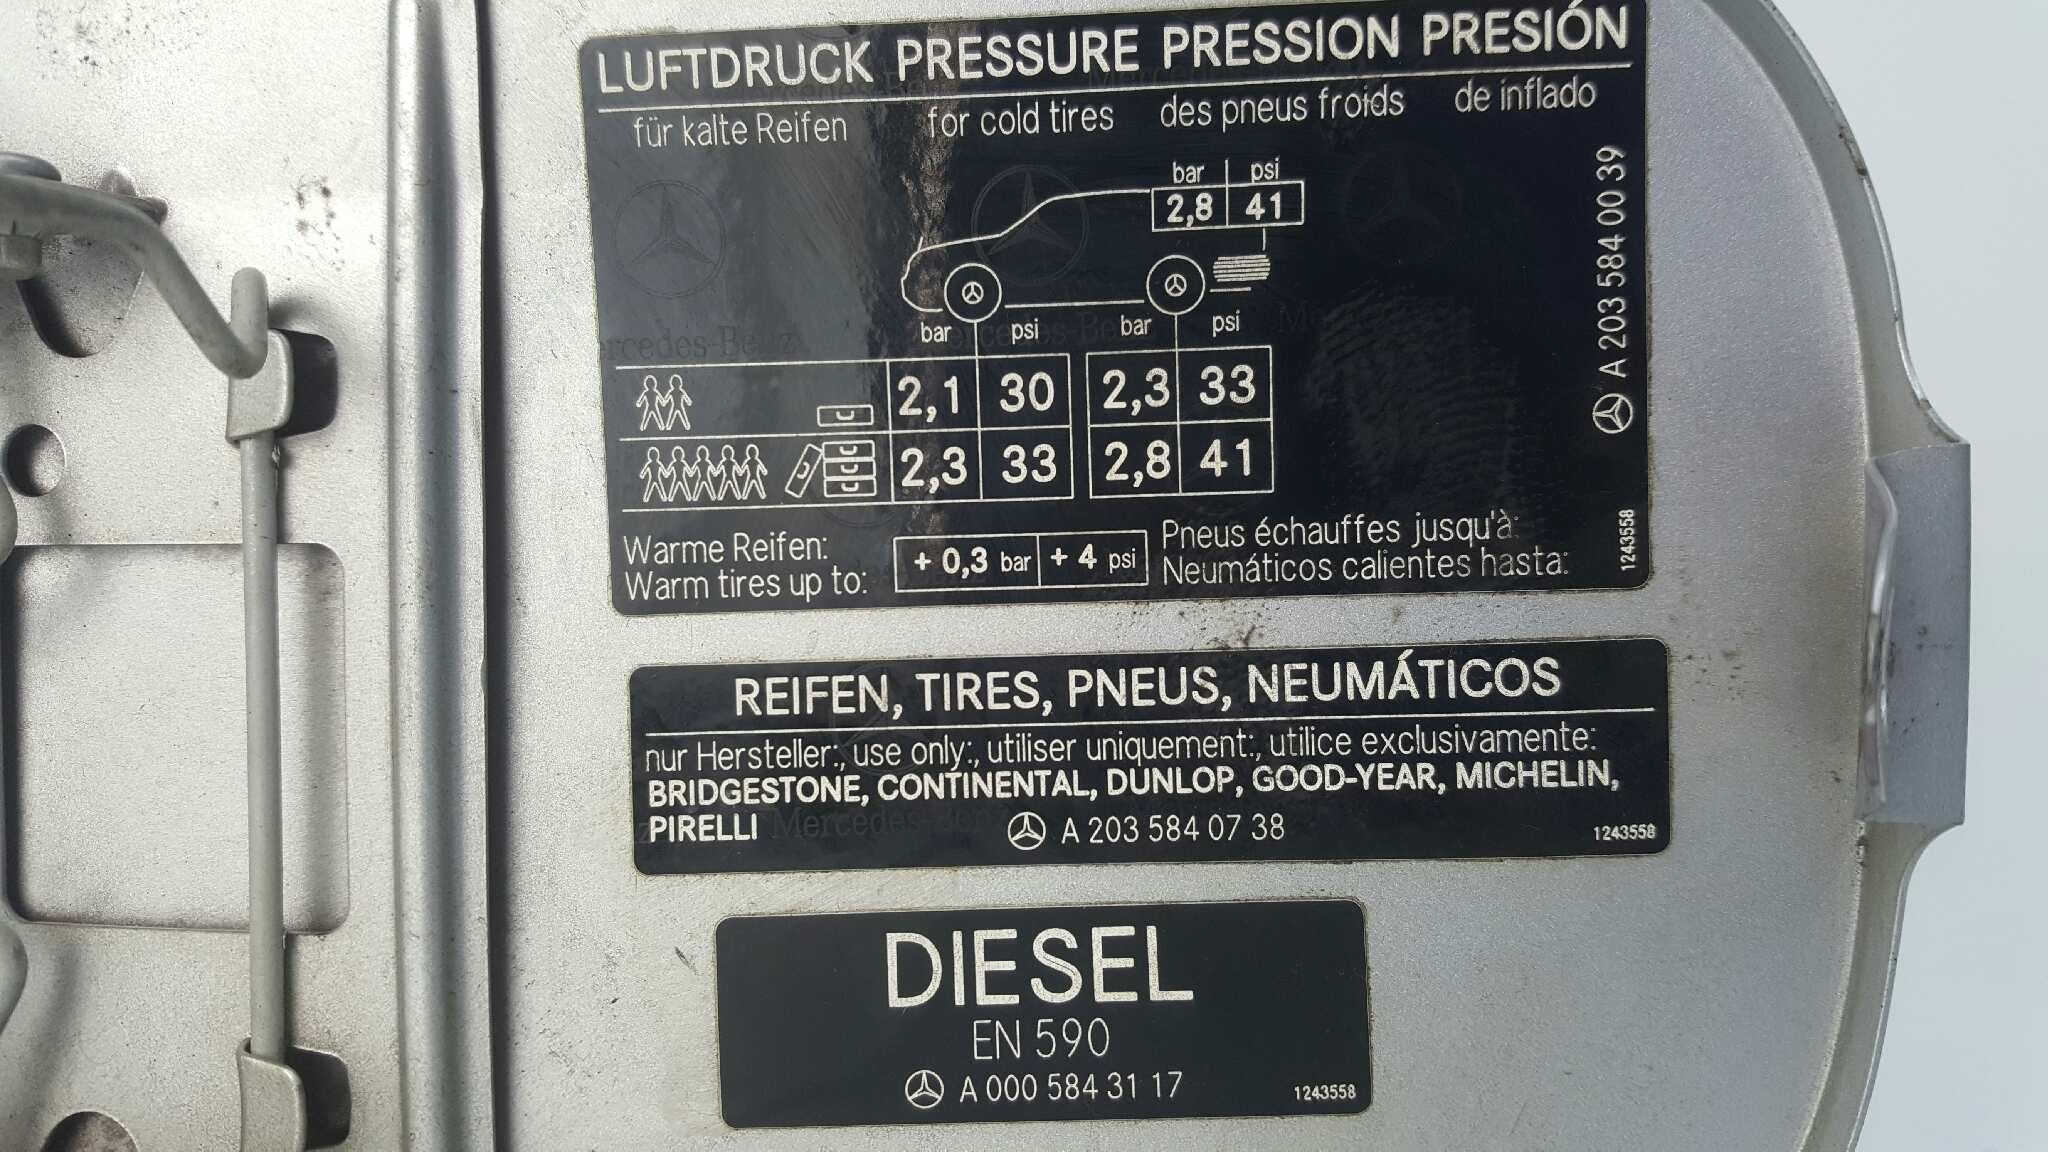 LUFTDRUCK PRESSURE PRESSION PRESIÓN
für kalte Reifen for cold tires des pneus froids de inflado
bar psi
2,8 41
bar psi bar psi
2,1 30 2,3 33
2,3 33 2,8 41
Warme Reifen:
Warm tires up to:
+ 0,3 bar + 4 psi
Pneus échauffes jusqu'à:
Neumáticos calientes hasta:
A 203 584 00 39
1243558
Mercedes-Benz
REIFEN, TIRES, PNEUS, NEUMÁTICOS
nur Hersteller:, use only:, utiliser uniquement:, utilice exclusivamente:
BRIDGESTONE, CONTINENTAL, DUNLOP, GOOD-YEAR, MICHELIN,
PIRELLI A 203 584 07 38 1243558
DIESEL
EN 590
A 000 584 31 17 1243558